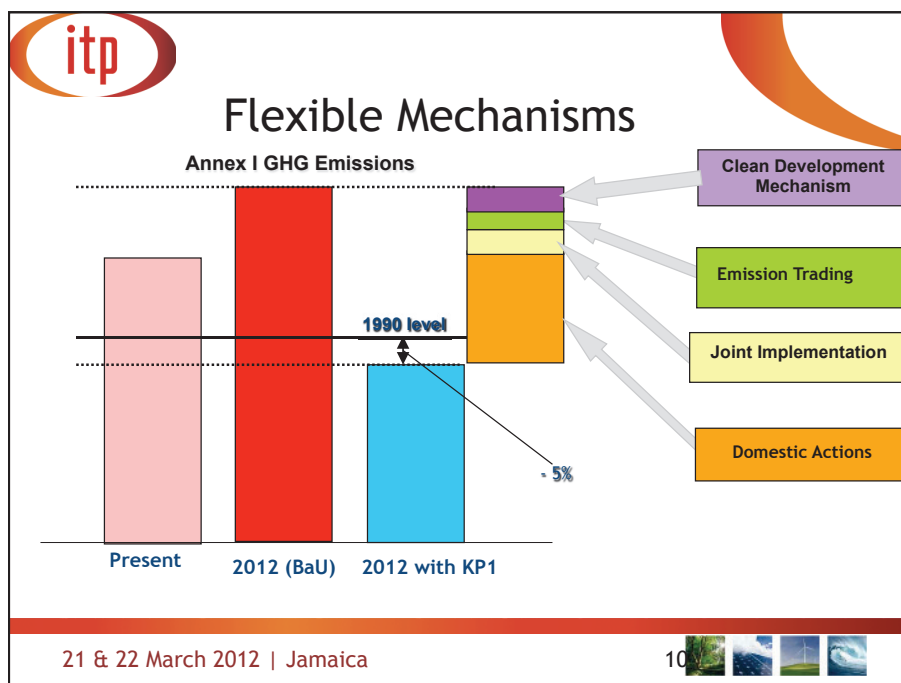 itp
Flexible Mechanisms
Annex I GHG Emissions
Clean Development
Mechanism
Emission Trading
1990 level
Joint Implementation
Domestic Actions
- 5%
Present
2012 (BaU)
2012 with KP1
21 & 22 March 2012 | Jamaica
10